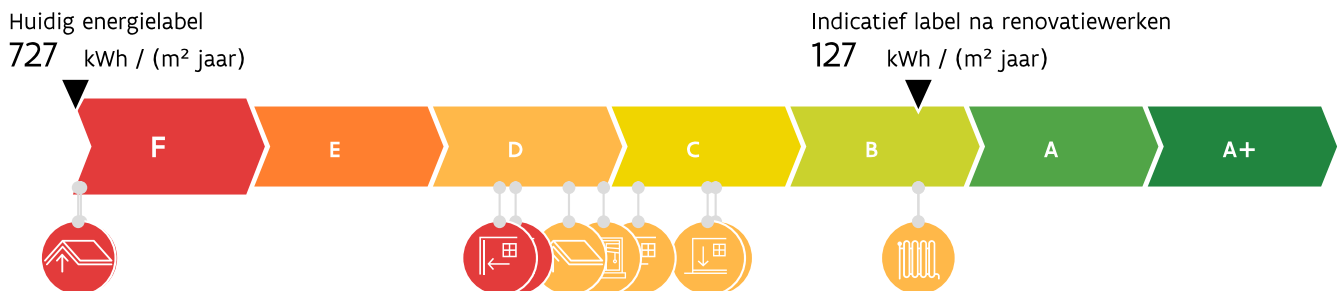 Huidig energielabel
727 kWh / (m² jaar)
Indicatief label na renovatiewerken
127 kWh / (m² jaar)
F E D C B A A+